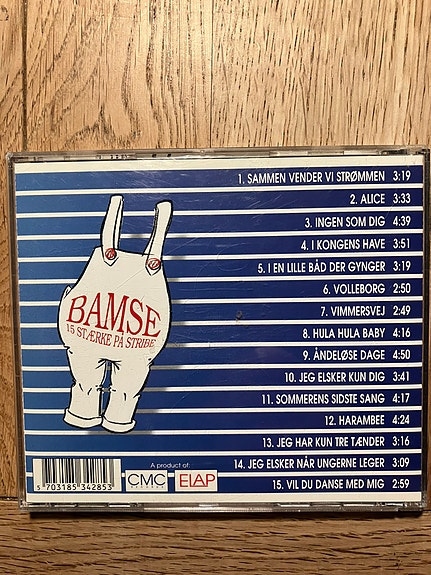 1. SAMMEN VENDER VI STRØMMEN 3:19
2. ALICE 3:33
3. INGEN SOM DIG 4:39
4. I KONGENS HAVE 3:51
5. I EN LILLE BÅD DER GYNGER 3:19
6. VOLLEBORG 2:50
7. VIMMERSVEJ 2:49
8. HULA HULA BABY 4:16
9. ÅNDELØSE DAGE 4:50
10. JEG ELSKER KUN DIG 3:41
11. SOMMERENS SIDSTE SANG 4:17
12. HARAMBEE 4:24
13. JEG HAR KUN TRE TÆNDER 3:16
14. JEG ELSKER NÅR UNGERNE LEGER 3:09
15. VIL DU DANSE MED MIG 2:59
BAMSE
15 STÆRKE PÅ STRIBE
5 703185 342853
A product of:
CMC
RECORDS
ELAP